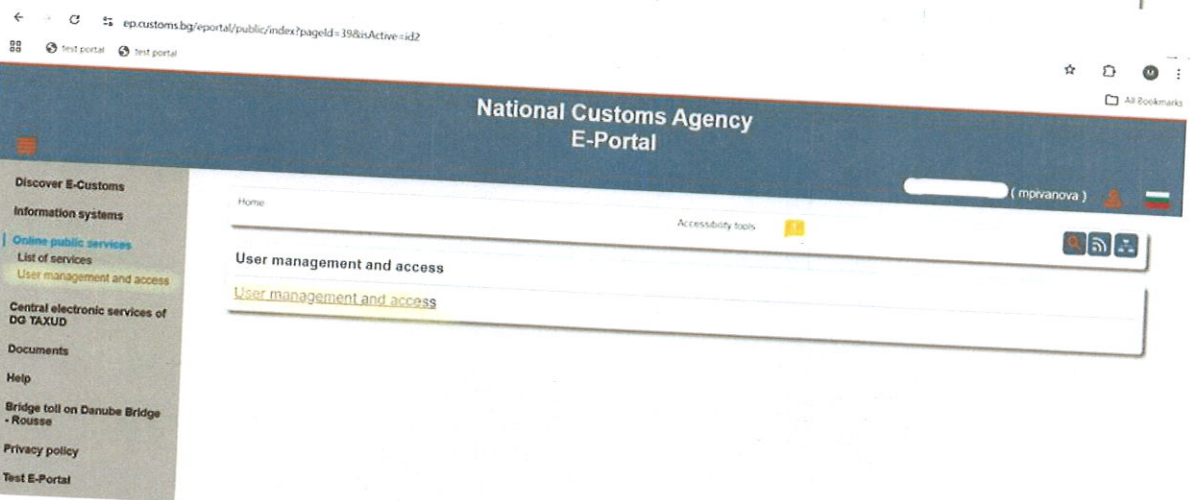 ep.customs.bg/eportal/public/index?pageId=39&isActive=id2
test portal test portal
All Bookmarks
National Customs Agency
E-Portal
( mpivanova )
Discover E-Customs
Information systems
Online public services
List of services
User management and access
Central electronic services of
DG TAXUD
Documents
Help
Bridge toll on Danube Bridge
- Rousse
Privacy policy
Test E-Portal
Home
Accessibility tools
User management and access
User management and access